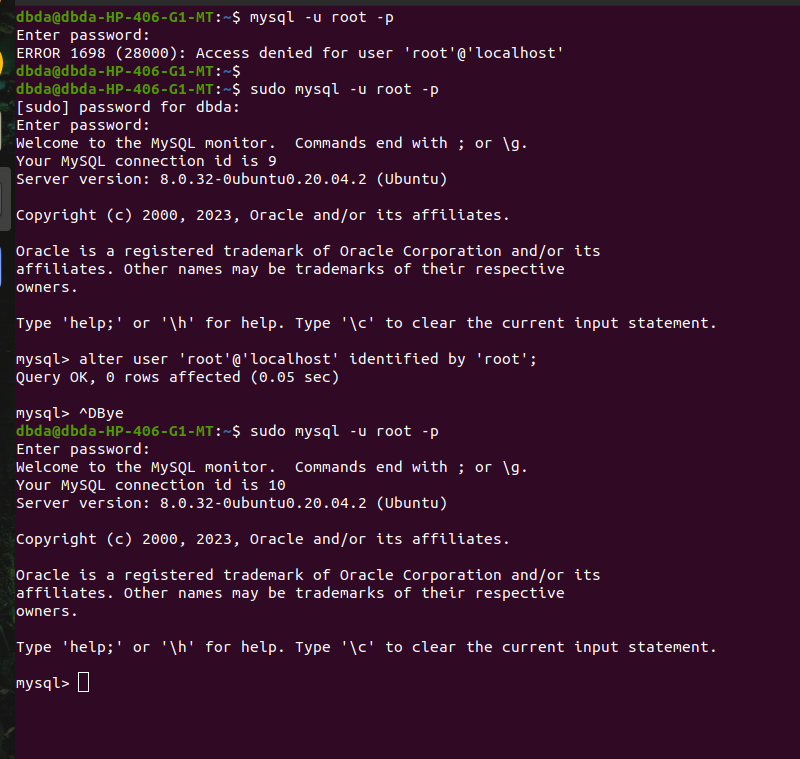 dbda@dbda-HP-406-G1-MT:~$ mysql -u root -p
Enter password:
ERROR 1698 (28000): Access denied for user 'root'@'localhost'
dbda@dbda-HP-406-G1-MT:~$
dbda@dbda-HP-406-G1-MT:~$ sudo mysql -u root -p
[sudo] password for dbda:
Enter password:
Welcome to the MySQL monitor.  Commands end with ; or \g.
Your MySQL connection id is 9
Server version: 8.0.32-0ubuntu0.20.04.2 (Ubuntu)
Copyright (c) 2000, 2023, Oracle and/or its affiliates.
Oracle is a registered trademark of Oracle Corporation and/or its
affiliates. Other names may be trademarks of their respective
owners.
Type 'help;' or '\h' for help. Type '\c' to clear the current input statement.
mysql> alter user 'root'@'localhost' identified by 'root';
Query OK, 0 rows affected (0.05 sec)
mysql> ^DBye
dbda@dbda-HP-406-G1-MT:~$ sudo mysql -u root -p
Enter password:
Welcome to the MySQL monitor.  Commands end with ; or \g.
Your MySQL connection id is 10
Server version: 8.0.32-0ubuntu0.20.04.2 (Ubuntu)
Copyright (c) 2000, 2023, Oracle and/or its affiliates.
Oracle is a registered trademark of Oracle Corporation and/or its
affiliates. Other names may be trademarks of their respective
owners.
Type 'help;' or '\h' for help. Type '\c' to clear the current input statement.
mysql>